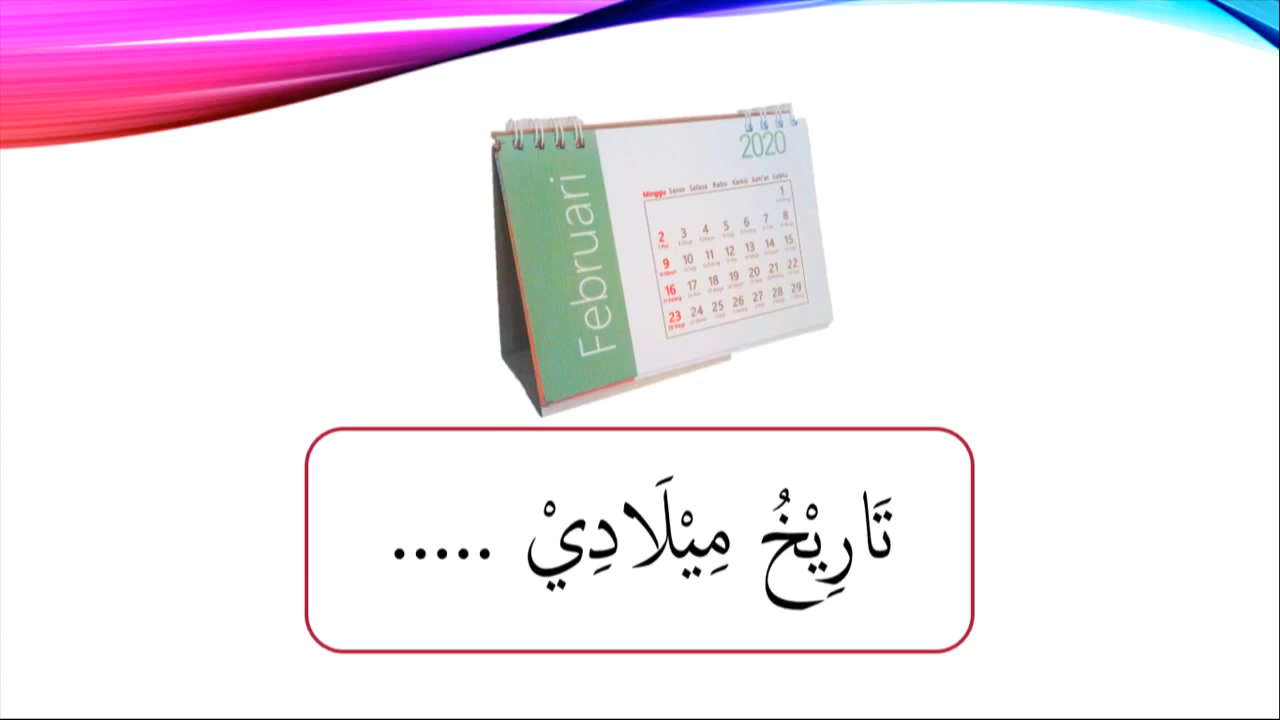 2020
Februari
Minggu Senin Selasa Rabu Kamis Jum'at Sabtu
1
2 3 4 5 6 7 8
9 10 11 12 13 14 15
16 17 18 19 20 21 22
23 24 25 26 27 28 29
تَارِيْخُ مِيْلَادِيْ .....